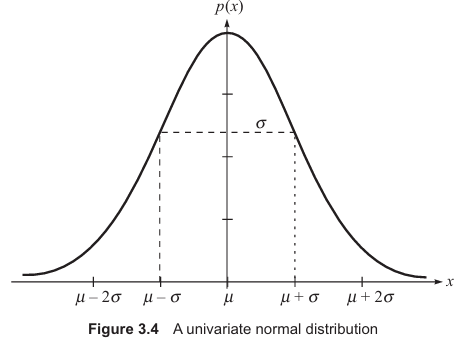 p(x)
σ
x
μ – 2σ μ – σ μ μ + σ μ + 2σ
Figure 3.4 A univariate normal distribution